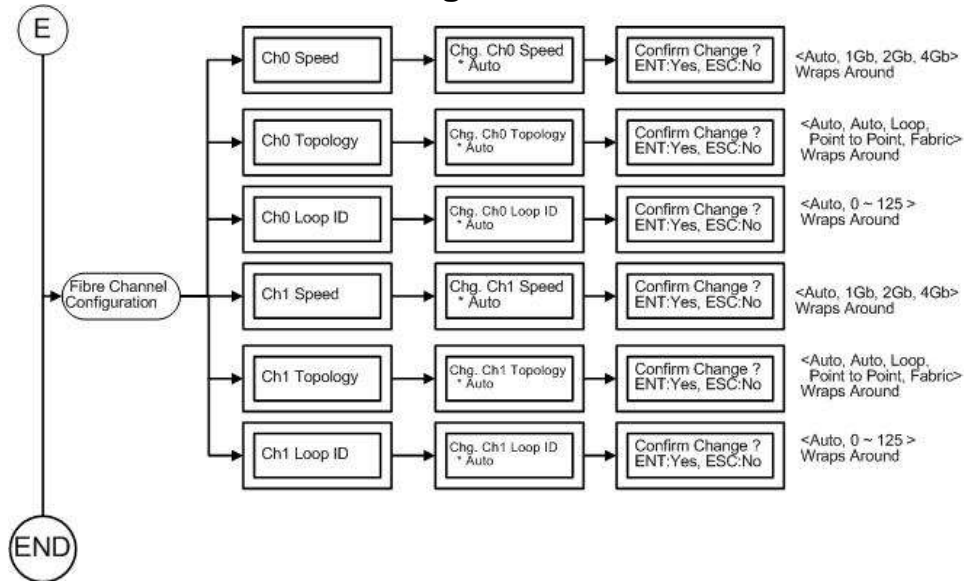 E
Ch0 Speed
Chg. Ch0 Speed
* Auto
Confirm Change ?
ENT:Yes, ESC:No
<Auto, 1Gb, 2Gb, 4Gb>
Wraps Around
Ch0 Topology
Chg. Ch0 Topology
* Auto
Confirm Change ?
ENT:Yes, ESC:No
<Auto, Auto, Loop,
Point to Point, Fabric>
Wraps Around
Ch0 Loop ID
Chg. Ch0 Loop ID
* Auto
Confirm Change ?
ENT:Yes, ESC:No
<Auto, 0 ~ 125 >
Wraps Around
Fibre Channel
Configuration
Ch1 Speed
Chg. Ch1 Speed
* Auto
Confirm Change ?
ENT:Yes, ESC:No
<Auto, 1Gb, 2Gb, 4Gb>
Wraps Around
Ch1 Topology
Chg. Ch1 Topology
* Auto
Confirm Change ?
ENT:Yes, ESC:No
<Auto, Auto, Loop,
Point to Point, Fabric>
Wraps Around
Ch1 Loop ID
Chg. Ch1 Loop ID
* Auto
Confirm Change ?
ENT:Yes, ESC:No
<Auto, 0 ~ 125 >
Wraps Around
END